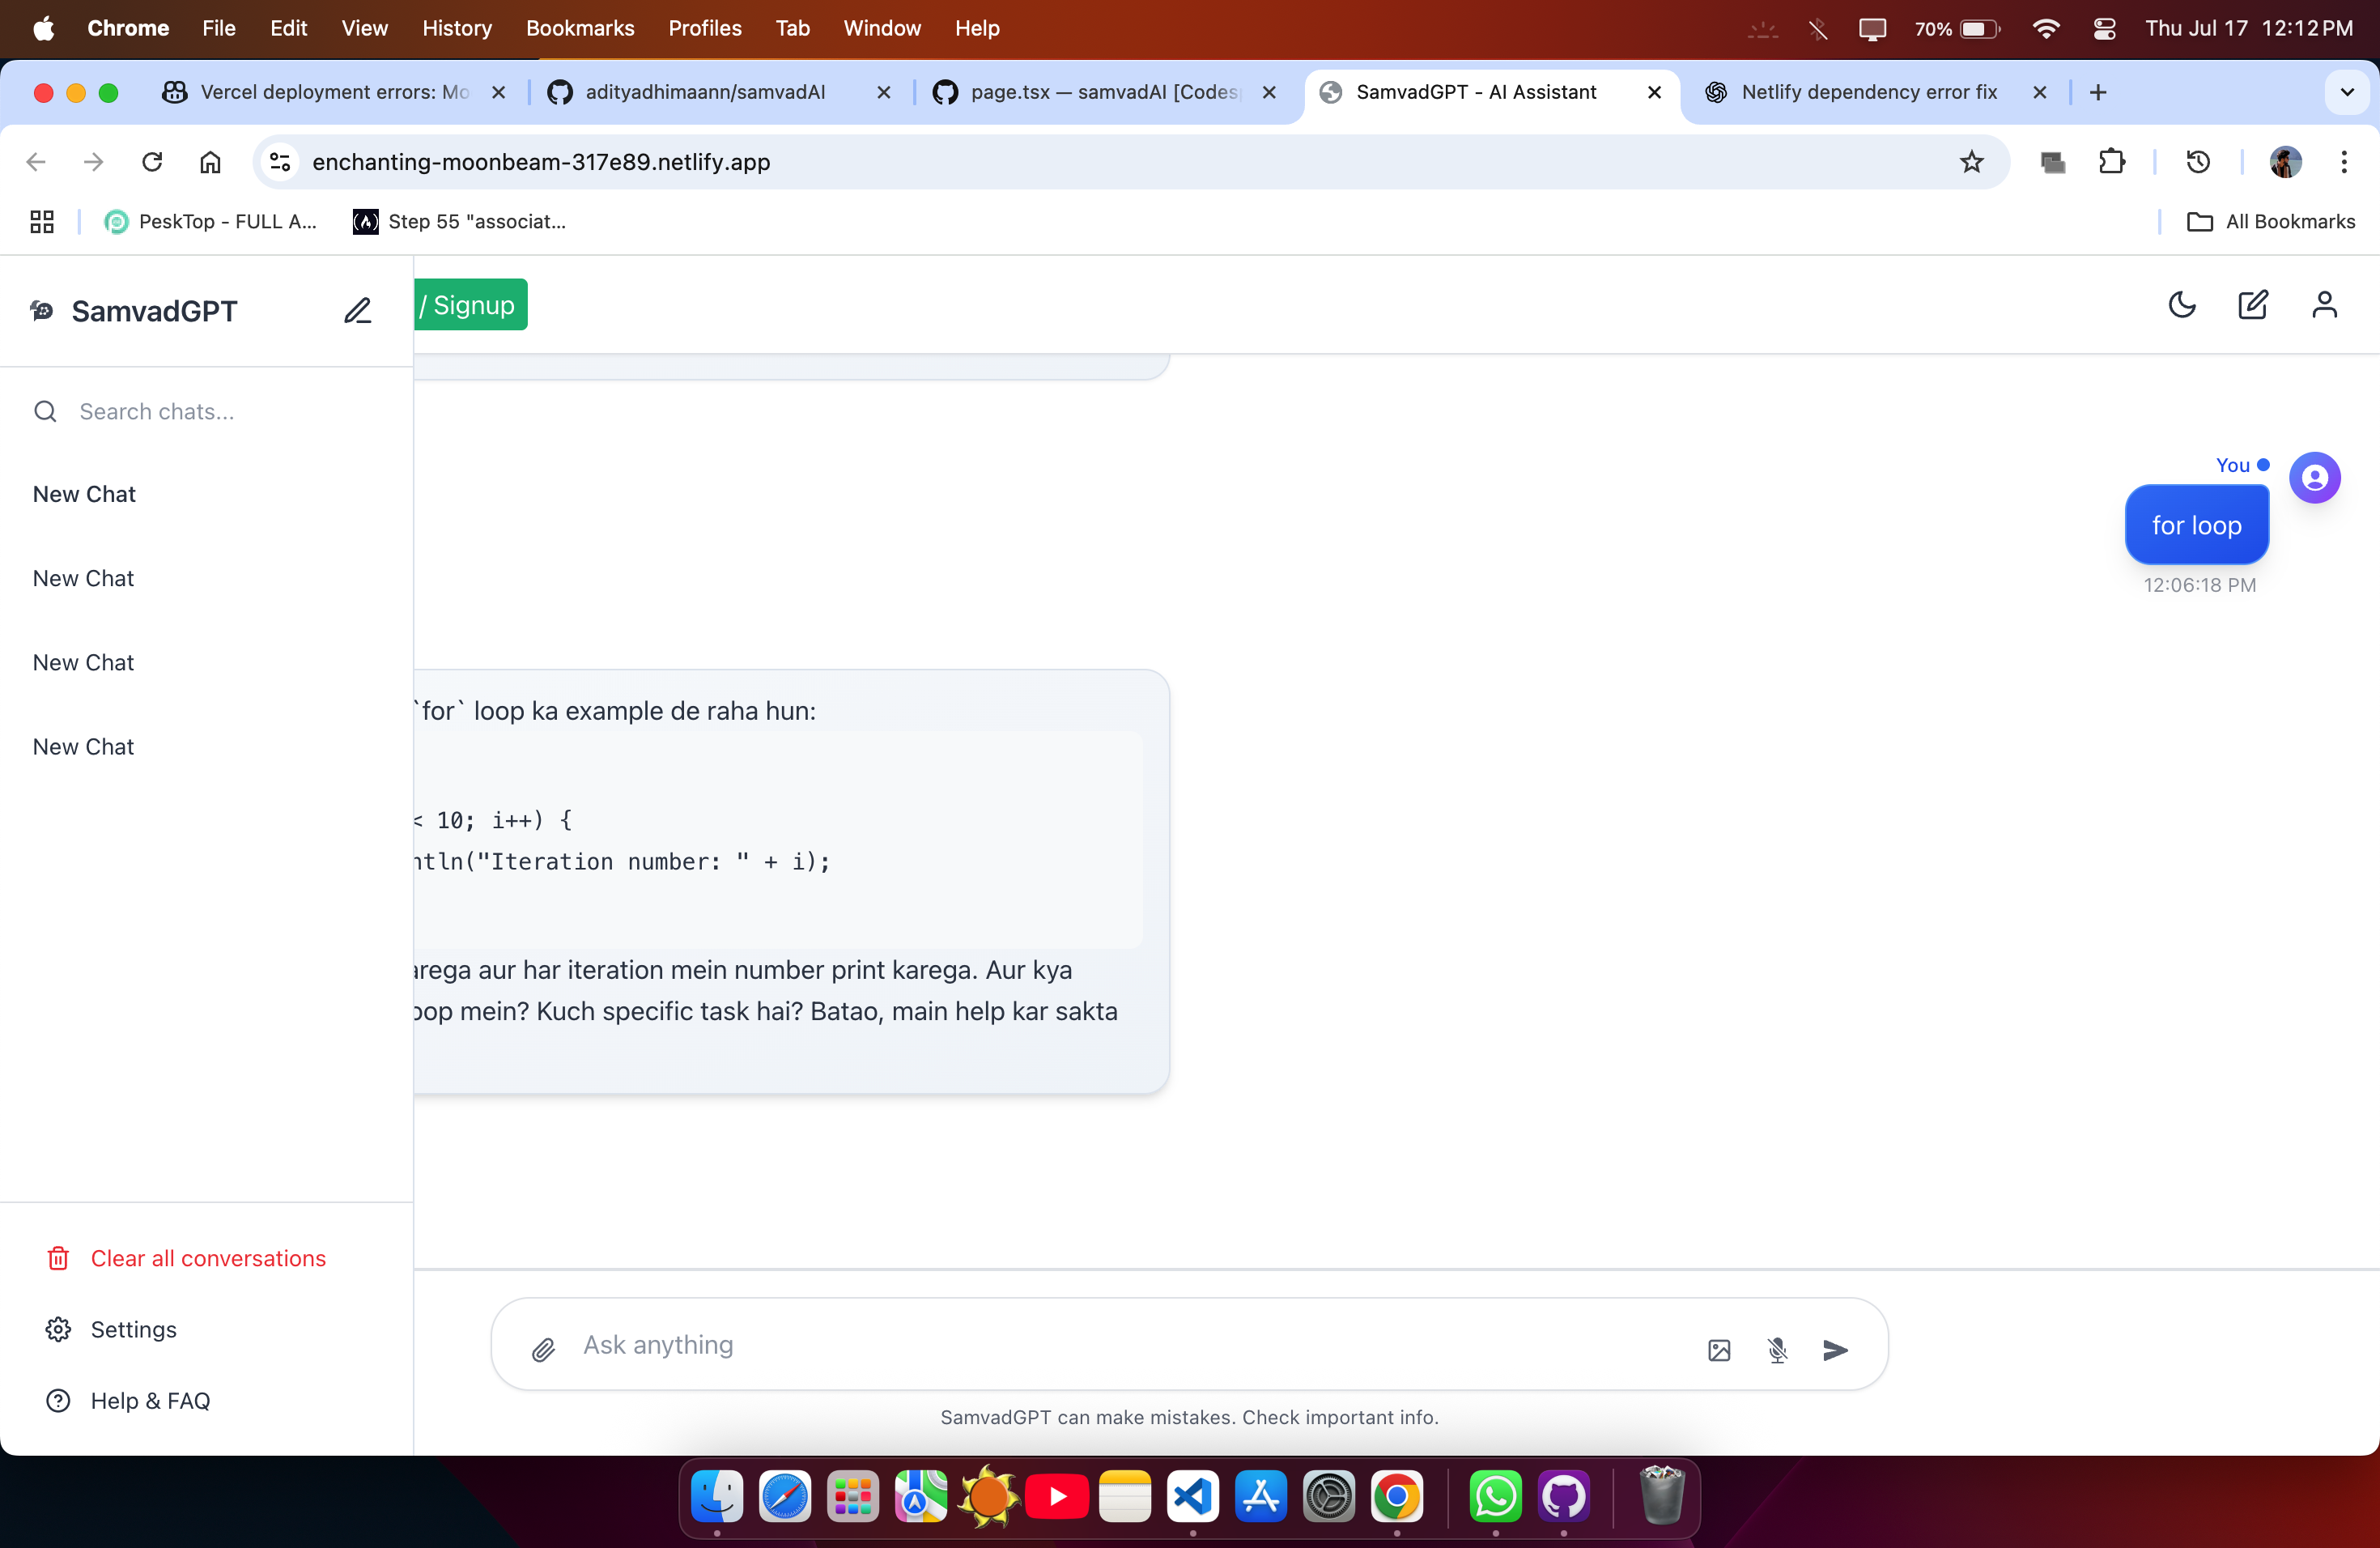 Chrome File Edit View History Bookmarks Profiles Tab Window Help 70% Thu Jul 17 12:12 PM
Vercel deployment errors: Mo adityadhimaann/samvadAI page.tsx — samvadAI [Codes SamvadGPT - AI Assistant Netlify dependency error fix
enchanting-moonbeam-317e89.netlify.app
PeskTop - FULL A... Step 55 "associat... All Bookmarks
SamvadGPT
/ Signup
Search chats...
New Chat
New Chat
New Chat
New Chat
You
for loop
12:06:18 PM
`for` loop ka example de raha hun:
< 10; i++) {
ntln("Iteration number: " + i);
arega aur har iteration mein number print karega. Aur kya
oop mein? Kuch specific task hai? Batao, main help kar sakta
Clear all conversations
Settings
Help & FAQ
Ask anything
SamvadGPT can make mistakes. Check important info.